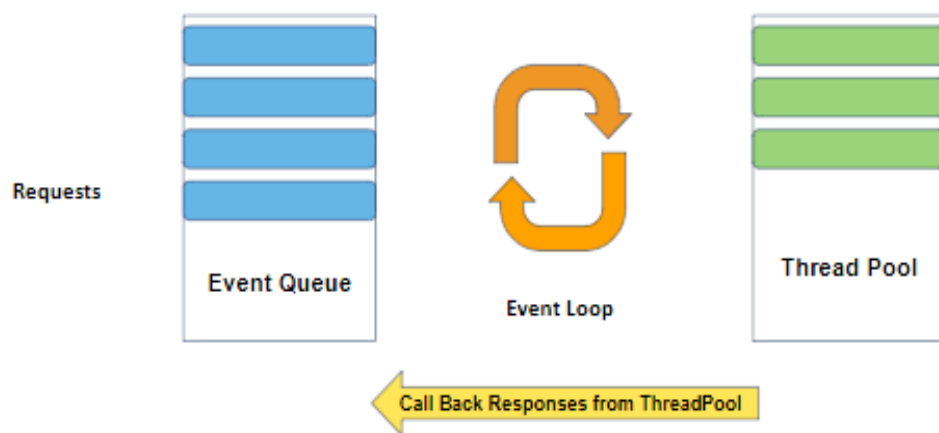 Requests
Event Queue
Event Loop
Thread Pool
Call Back Responses from ThreadPool